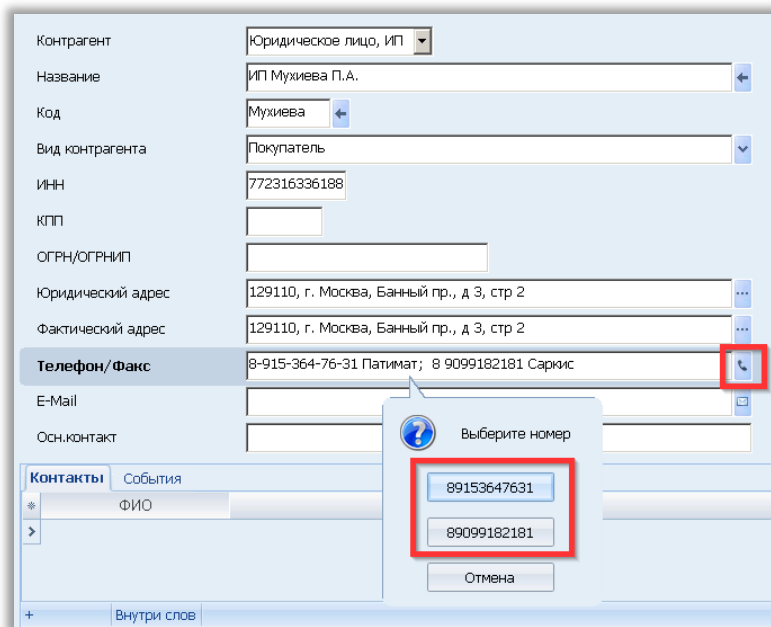 Контрагент Юридическое лицо, ИП
Название ИП Мухиева П.А.
Код Мухиева
Вид контрагента Покупатель
ИНН 772316336188
КПП
ОГРН/ОГРНИП
Юридический адрес 129110, г. Москва, Банный пр., д 3, стр 2
Фактический адрес 129110, г. Москва, Банный пр., д 3, стр 2
Телефон/Факс 8-915-364-76-31 Патимат; 8 9099182181 Саркис
E-Mail
Осн.контакт
Выберите номер
89153647631
89099182181
Отмена
Контакты События
ФИО
+ Внутри слов